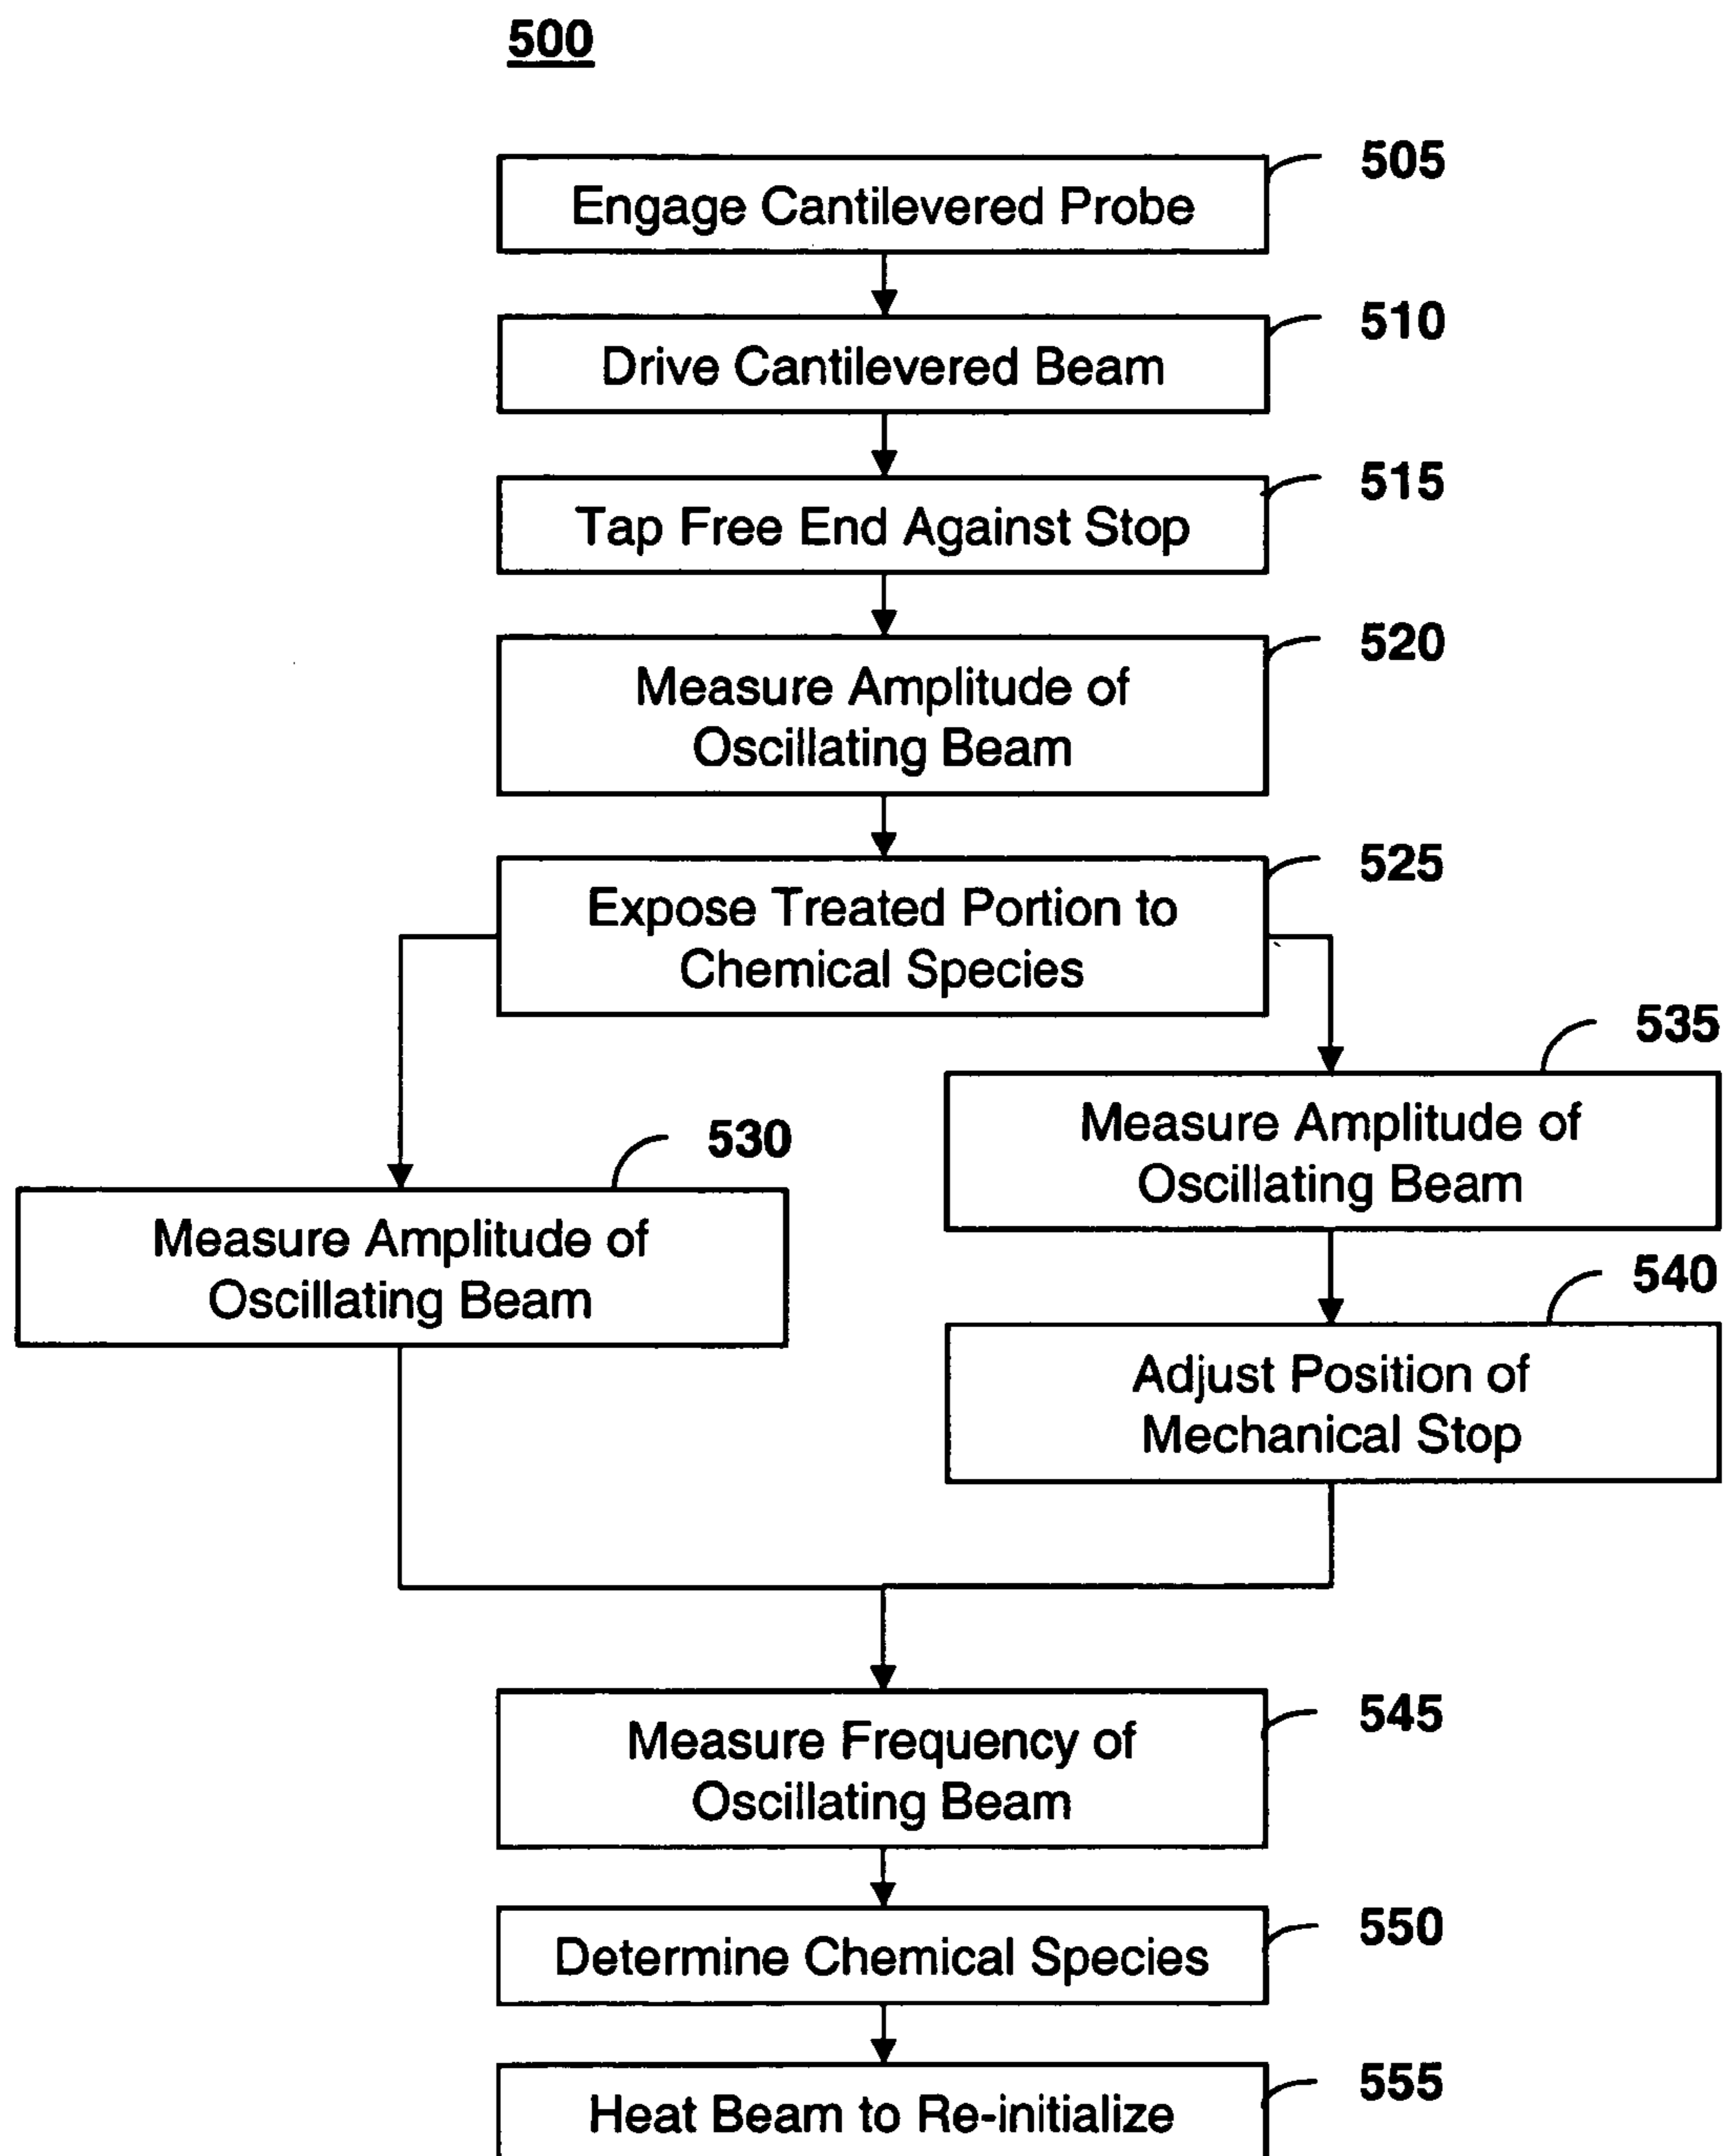 500
505
Engage Cantilevered Probe
510
Drive Cantilevered Beam
515
Tap Free End Against Stop
520
Measure Amplitude of
Oscillating Beam
525
Expose Treated Portion to
Chemical Species
535
Measure Amplitude of
Oscillating Beam
530
Measure Amplitude of
Oscillating Beam
540
Adjust Position of
Mechanical Stop
545
Measure Frequency of
Oscillating Beam
550
Determine Chemical Species
555
Heat Beam to Re-initialize